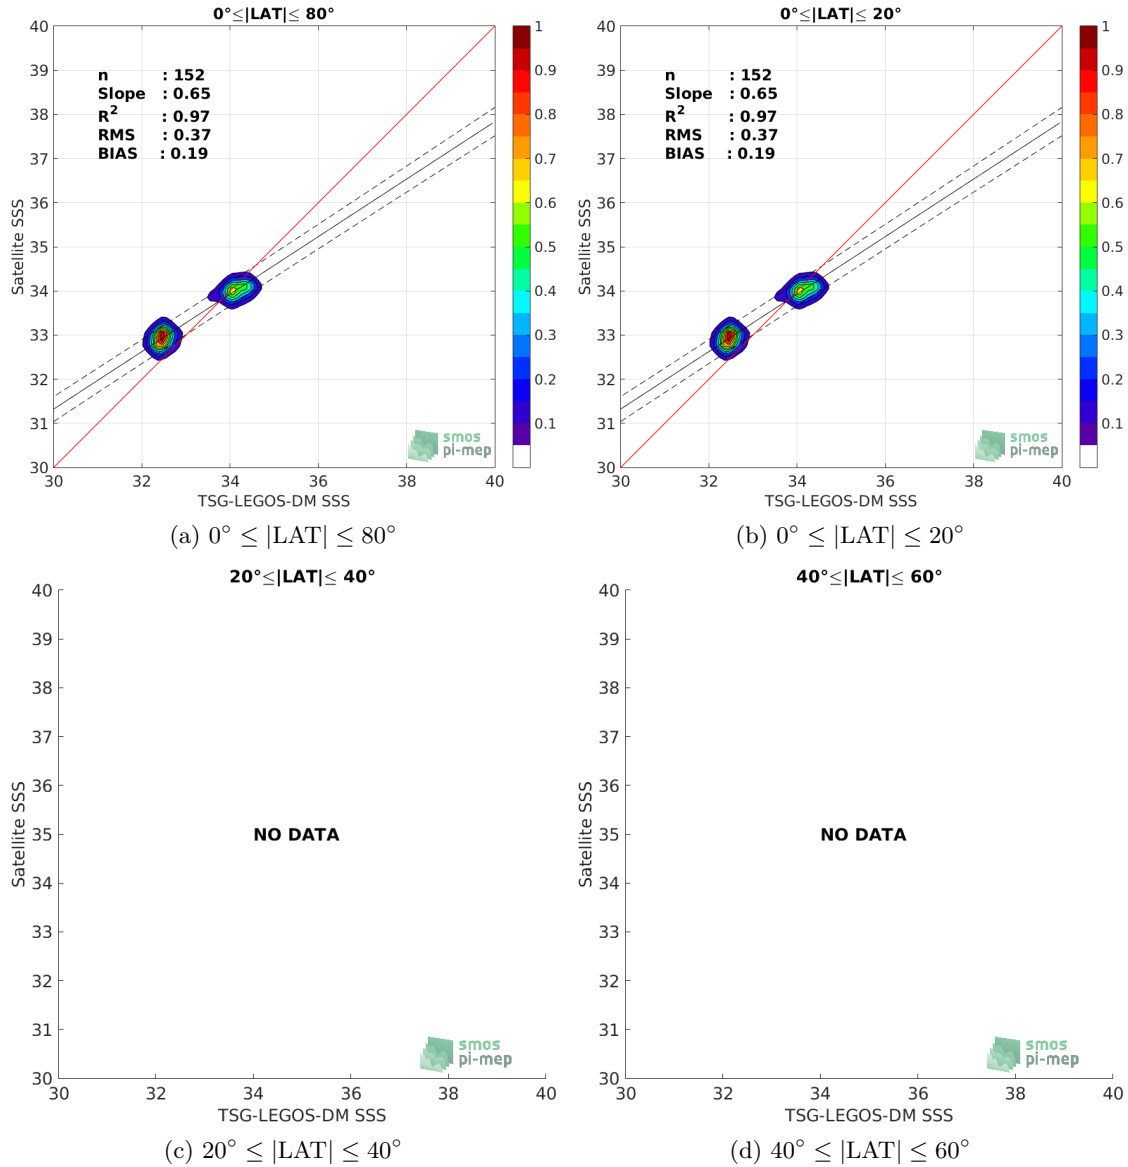 0°≤|LAT|≤ 80°
40
39
38
37
36
35
34
33
32
31
30
Satellite SSS
n : 152
Slope : 0.65
R2 : 0.97
RMS : 0.37
BIAS : 0.19
1
0.9
0.8
0.7
0.6
0.5
0.4
0.3
0.2
0.1
smos
pi-mep
30 32 34 36 38 40
TSG-LEGOS-DM SSS
(a) 0° ≤ |LAT| ≤ 80°
0°≤|LAT|≤ 20°
40
39
38
37
36
35
34
33
32
31
30
Satellite SSS
n : 152
Slope : 0.65
R2 : 0.97
RMS : 0.37
BIAS : 0.19
1
0.9
0.8
0.7
0.6
0.5
0.4
0.3
0.2
0.1
smos
pi-mep
30 32 34 36 38 40
TSG-LEGOS-DM SSS
(b) 0° ≤ |LAT| ≤ 20°
20°≤|LAT|≤ 40°
40
39
38
37
36
35
34
33
32
31
30
Satellite SSS
NO DATA
smos
pi-mep
30 32 34 36 38 40
TSG-LEGOS-DM SSS
(c) 20° ≤ |LAT| ≤ 40°
40°≤|LAT|≤ 60°
40
39
38
37
36
35
34
33
32
31
30
Satellite SSS
NO DATA
smos
pi-mep
30 32 34 36 38 40
TSG-LEGOS-DM SSS
(d) 40° ≤ |LAT| ≤ 60°